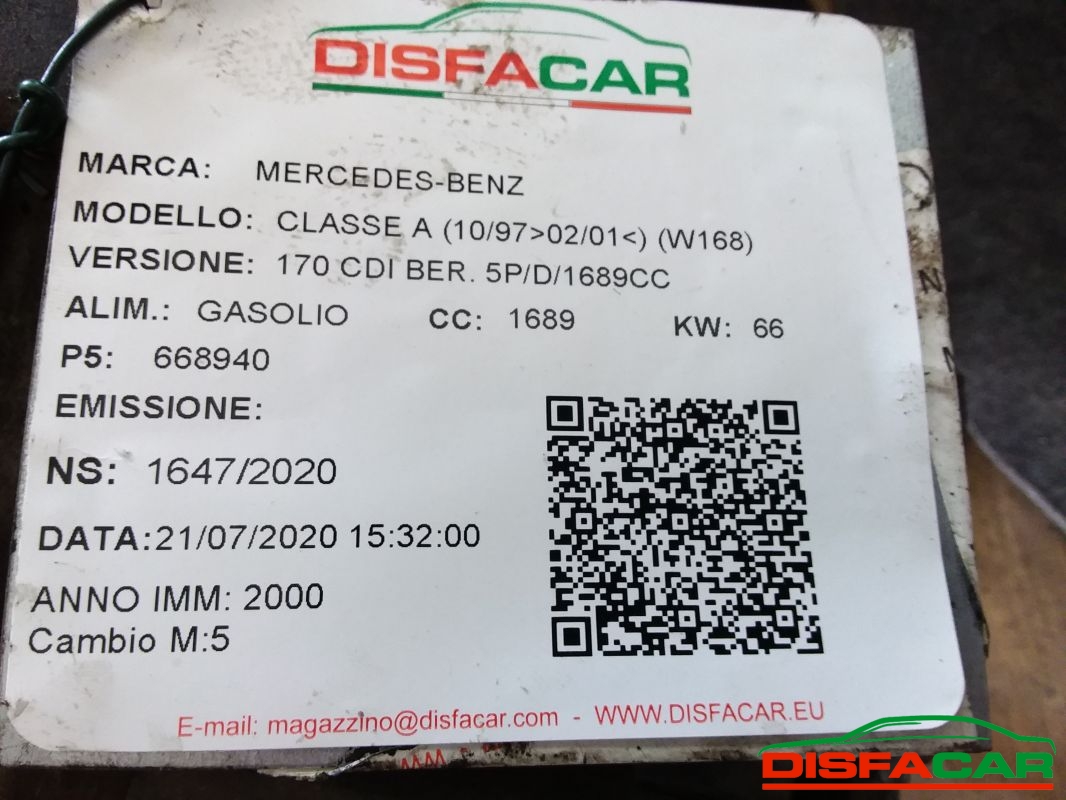 DISFACAR
MARCA: MERCEDES-BENZ
MODELLO: CLASSE A (10/97>02/01<) (W168)
VERSIONE: 170 CDI BER. 5P/D/1689CC
ALIM.: GASOLIO CC: 1689 KW: 66
P5: 668940
EMISSIONE:
NS: 1647/2020
DATA:21/07/2020 15:32:00
ANNO IMM: 2000
Cambio M:5
E-mail: magazzino@disfacar.com - WWW.DISFACAR.EU
DISFACAR